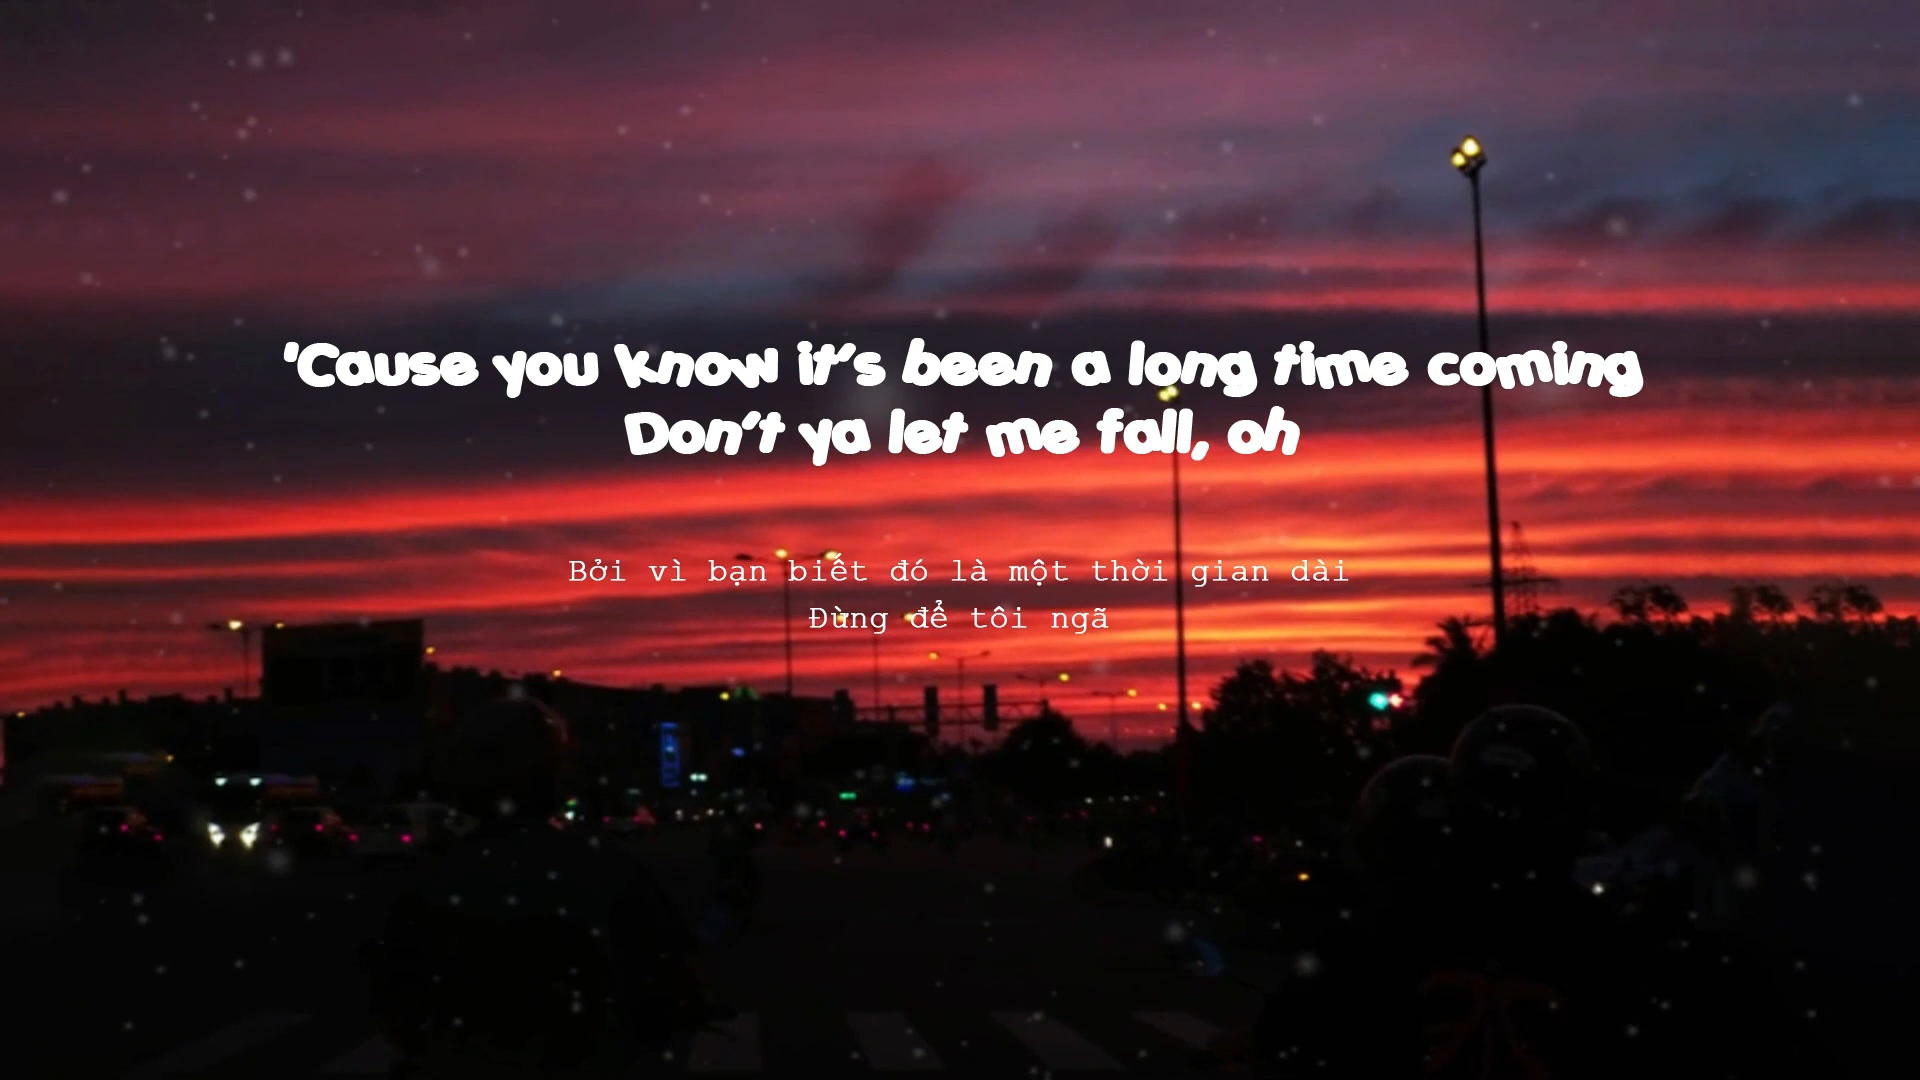 'Cause you know it's been a long time coming
Don't ya let me fall, oh
Bởi vì bạn biết đó là một thời gian dài
Đừng để tôi ngã